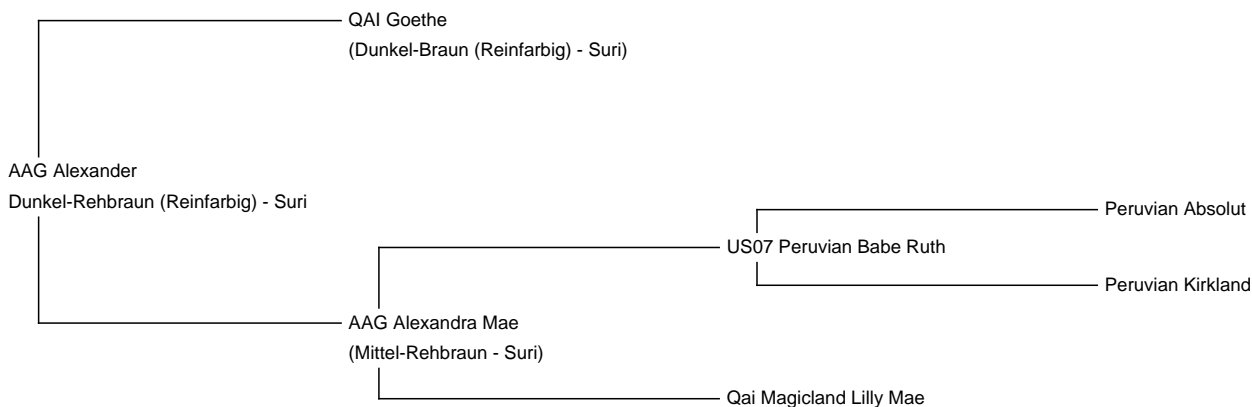 QAI Goethe
(Dunkel-Braun (Reinfarbig) - Suri)
AAG Alexander
Dunkel-Rehbraun (Reinfarbig) - Suri
Peruvian Absolut
US07 Peruvian Babe Ruth
Peruvian Kirkland
AAG Alexandra Mae
(Mittel-Rehbraun - Suri)
Qai Magicland Lilly Mae